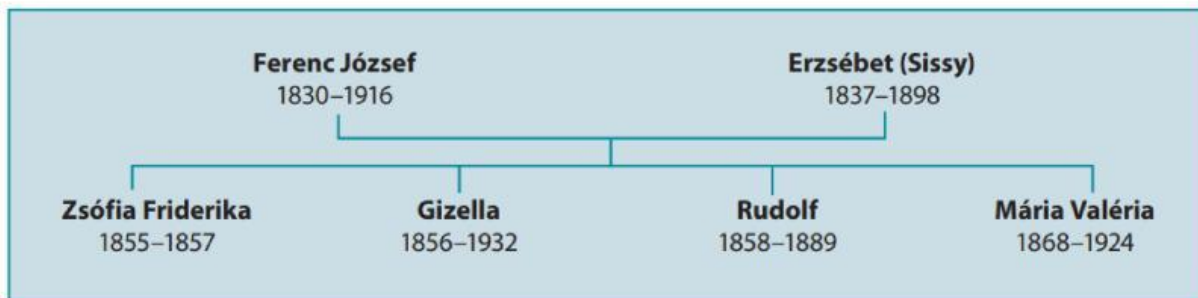 Ferenc József
1830–1916
Erzsébet (Sissy)
1837–1898
Zsófia Friderika
1855–1857
Gizella
1856–1932
Rudolf
1858–1889
Mária Valéria
1868–1924